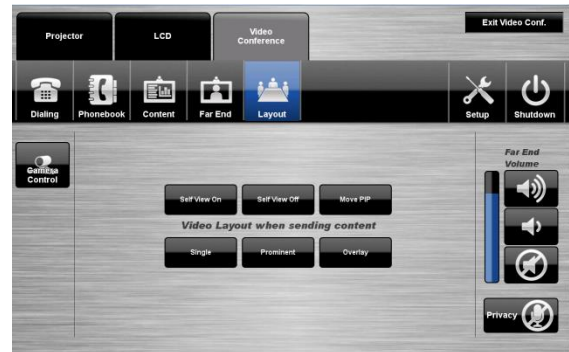 Projector
LCD
Video
Conference
Exit Video Conf.
Dialing
Phonebook
Content
Far End
Layout
Setup
Shutdown
Camera
Control
Far End
Volume
Self View On
Self View Off
Move PIP
Video Layout when sending content
Single
Prominent
Overlay
Privacy